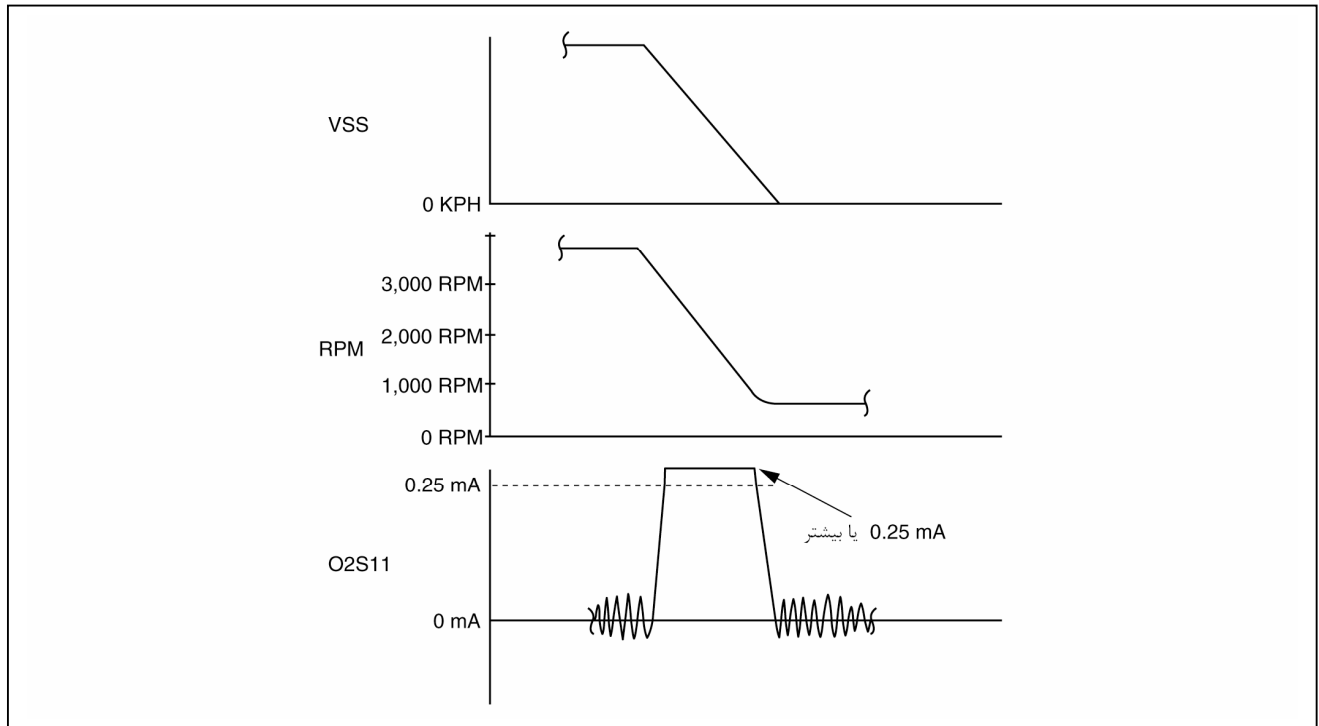 VSS
0 KPH
3,000 RPM
2,000 RPM
RPM
1,000 RPM
0 RPM
0.25 mA
0.25 mA یا بیشتر
O2S11
0 mA